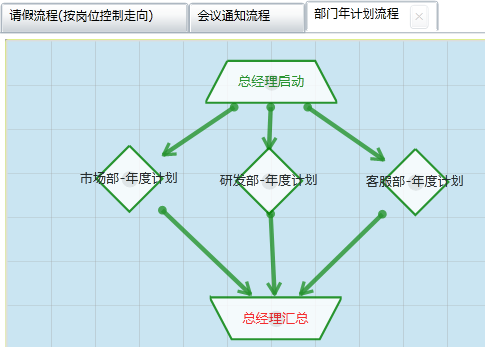 请假流程(按岗位控制走向)
会议通知流程
部门年计划流程
总经理启动
市场部-年度计划
研发部-年度计划
客服部-年度计划
总经理汇总